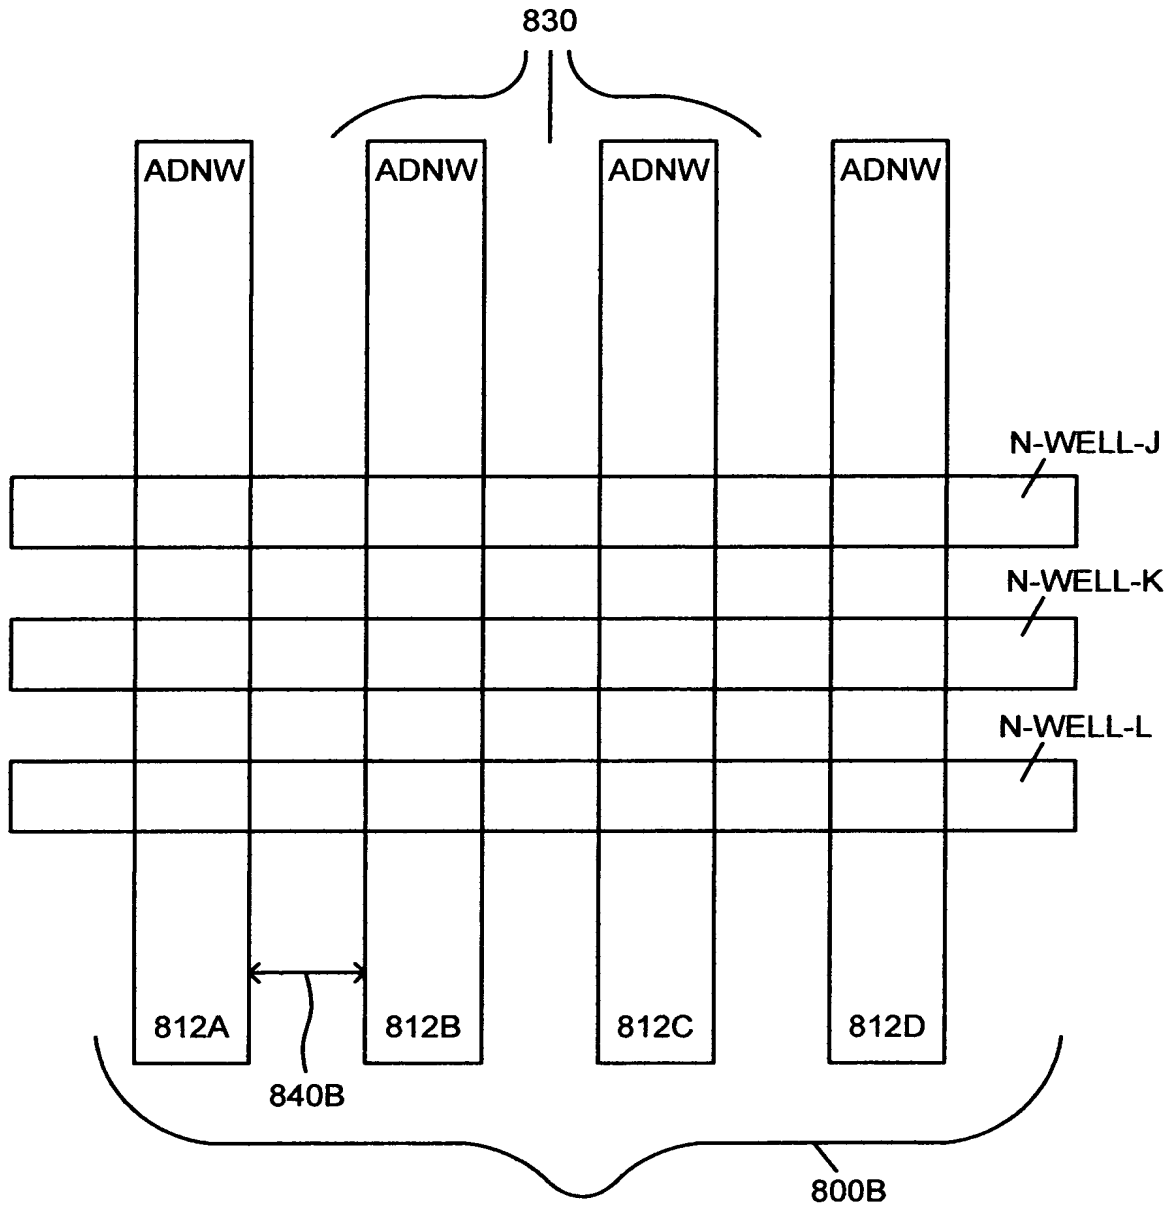 830
ADNW ADNW ADNW ADNW
N-WELL-J
N-WELL-K
N-WELL-L
812A 812B 812C 812D
840B
800B